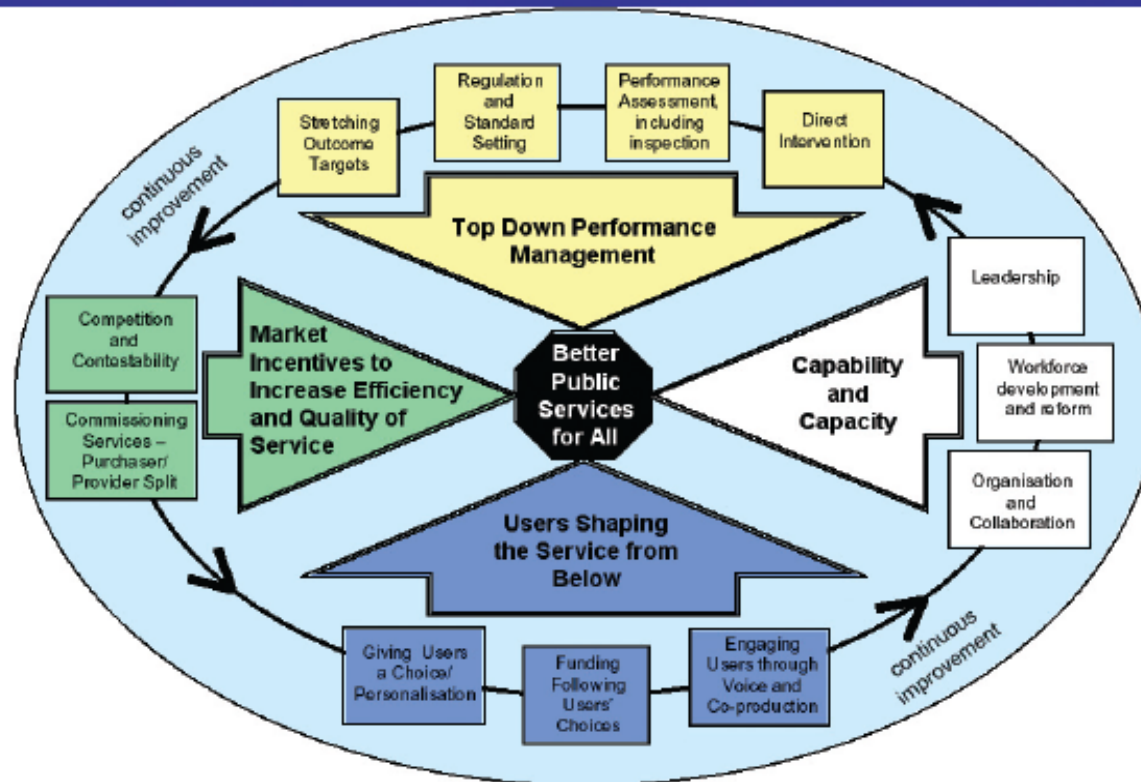 Regulation
and
Standard
Setting
Performance
Assessment,
including
inspection
Stretching
Outcome
Targets
Direct
Intervention
continuous
improvement
Top Down Performance
Management
Leadership
Competition
and
Contestability
Market
Incentives to
Increase Efficiency
and Quality of
Service
Better
Public
Services
for All
Capability
and
Capacity
Workforce
development
and reform
Commissioning
Services –
Purchaser/
Provider Split
Organisation
and
Collaboration
Users Shaping
the Service from
Below
Giving Users
a Choice/
Personalisation
Funding
Following
Users'
Choices
Engaging
Users through
Voice and
Co-production
continuous
improvement